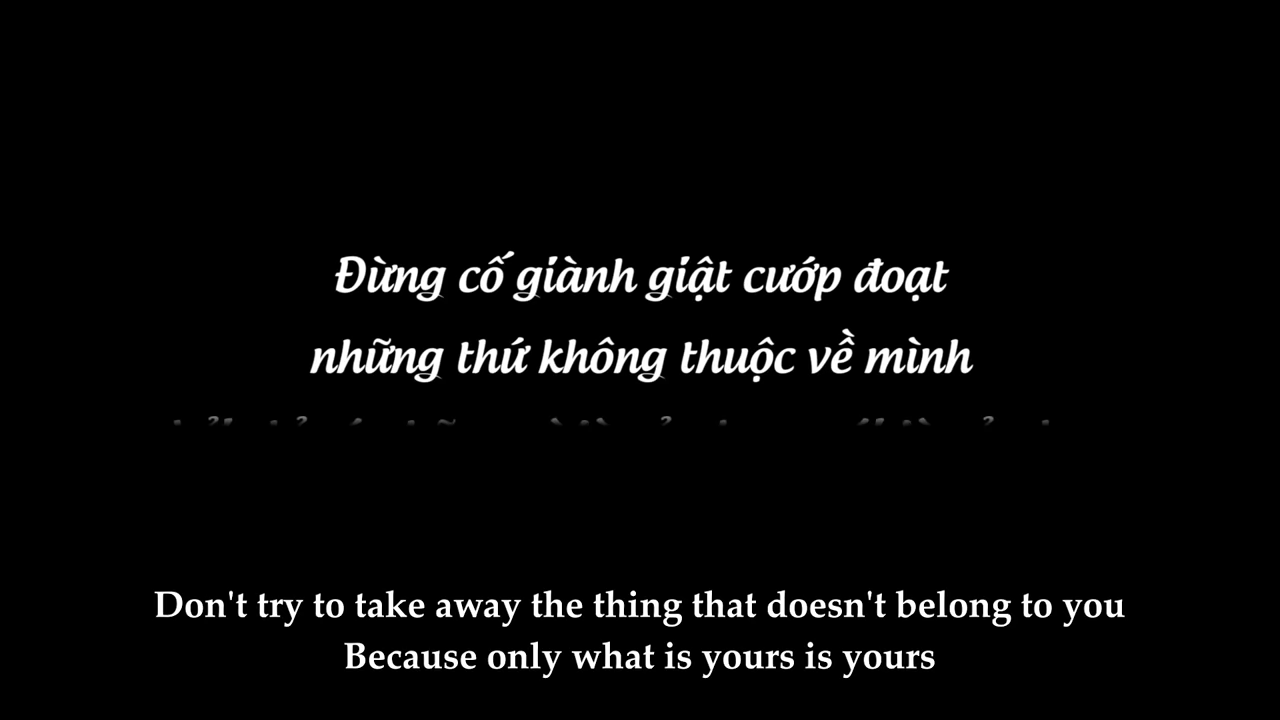 Đừng cố giành giật cướp đoạt
những thứ không thuộc về mình
Don't try to take away the thing that doesn't belong to you
Because only what is yours is yours